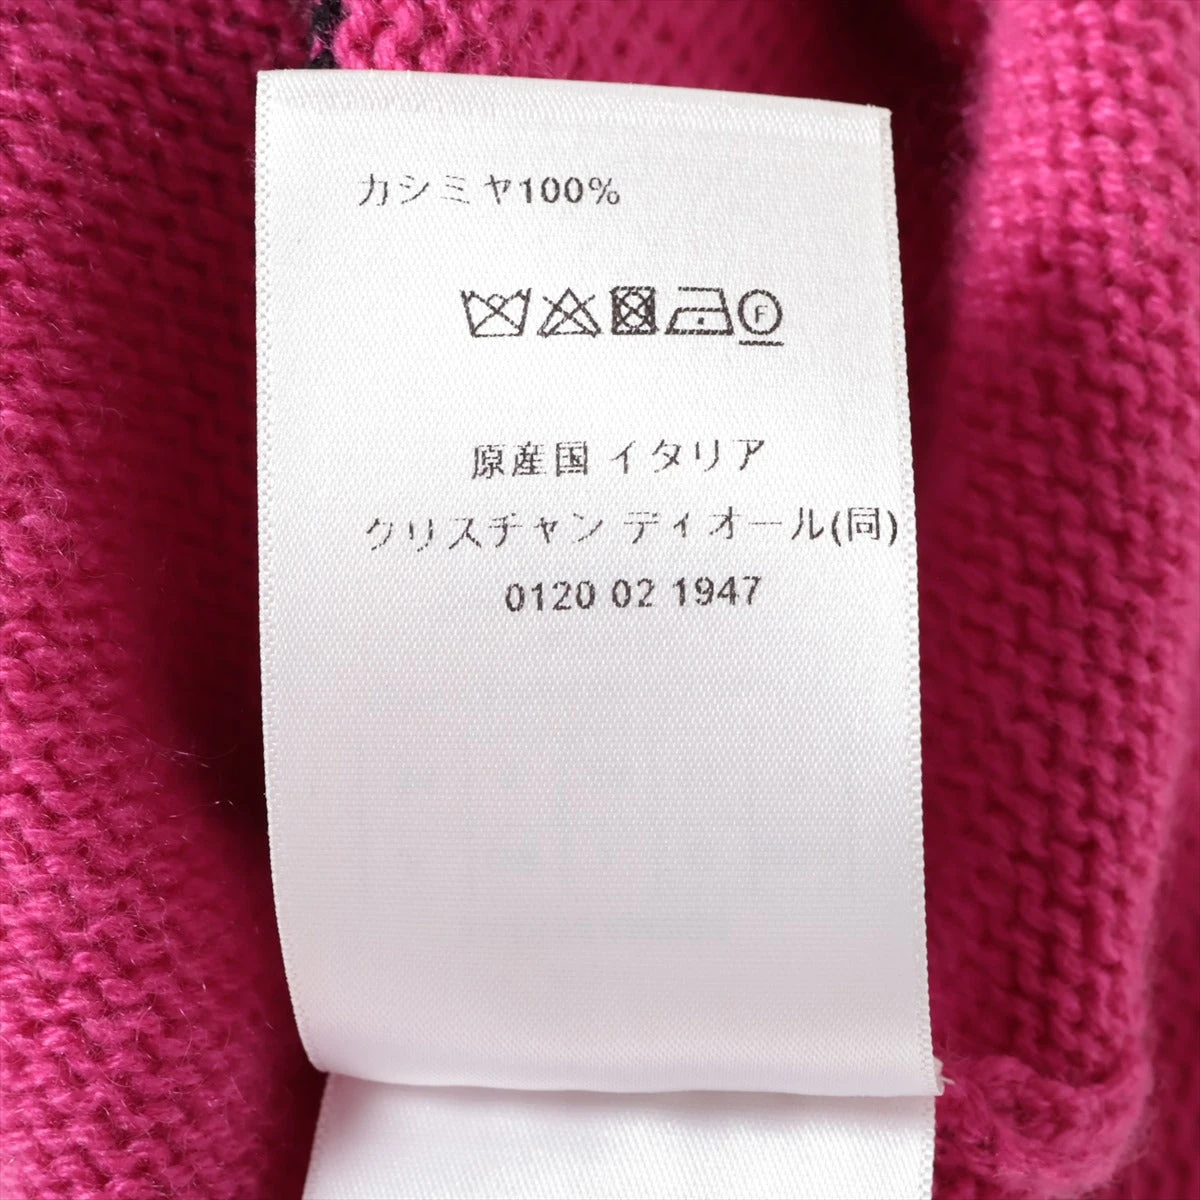 カシミヤ100%
F
原産国 イタリア
クリスチャン ディオール(同)
0120 02 1947